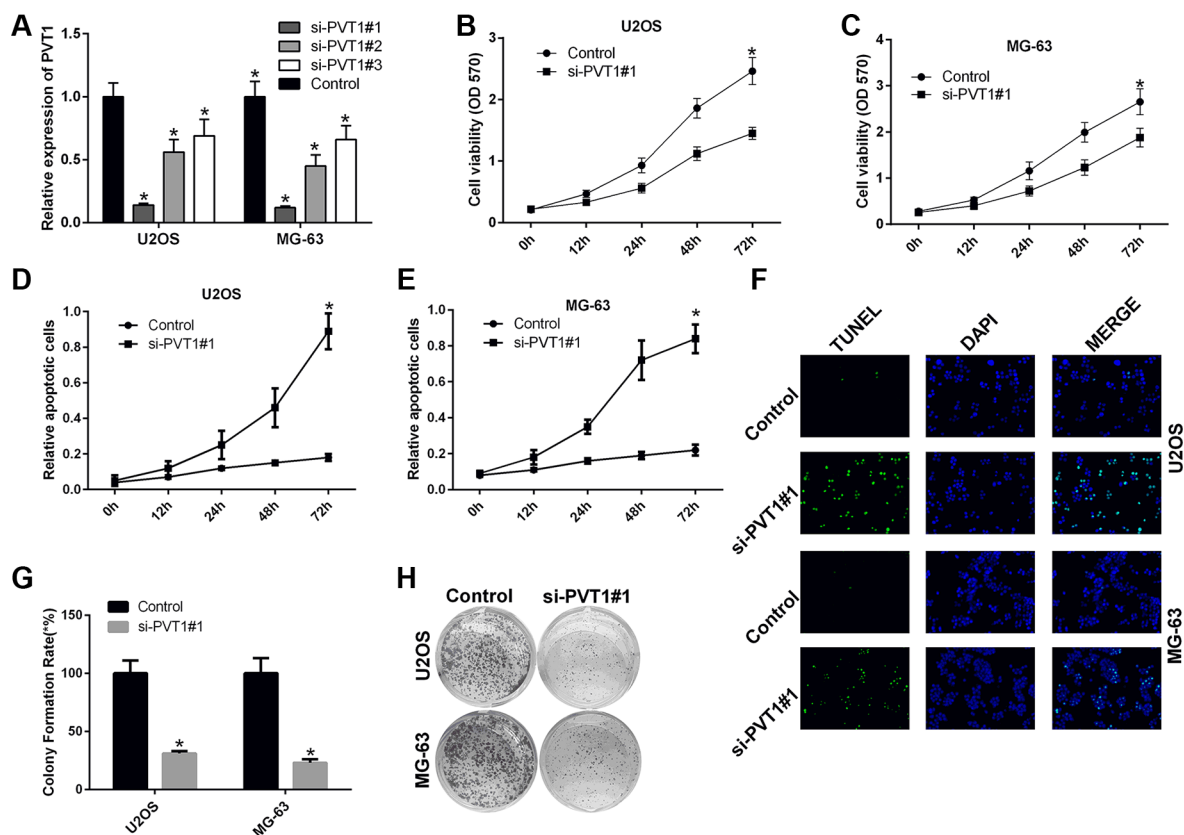 A
Relative expression of PVT1
1.5
1.0
0.5
0.0
si-PVT1#1
si-PVT1#2
si-PVT1#3
Control
* * * * * * *
U2OS MG-63
B
U2OS
Cell viability (OD 570)
3
2
1
0
Control
si-PVT1#1
*
0h 12h 24h 48h 72h
C
MG-63
Cell viability (OD 570)
4
3
2
1
0
Control
si-PVT1#1
*
0h 12h 24h 48h 72h
D
U2OS
Relative apoptotic cells
1.0
0.8
0.6
0.4
0.2
0.0
Control
si-PVT1#1
*
0h 12h 24h 48h 72h
E
MG-63
Relative apoptotic cells
1.0
0.8
0.6
0.4
0.2
0.0
Control
si-PVT1#1
*
0h 12h 24h 48h 72h
F
TUNEL DAPI MERGE
Control
si-PVT1#1
U2OS
Control
si-PVT1#1
MG-63
G
Colony Formation Rate(*%)
150
100
50
0
Control
si-PVT1#1
* *
U2OS MG-63
H
Control si-PVT1#1
U2OS
MG-63